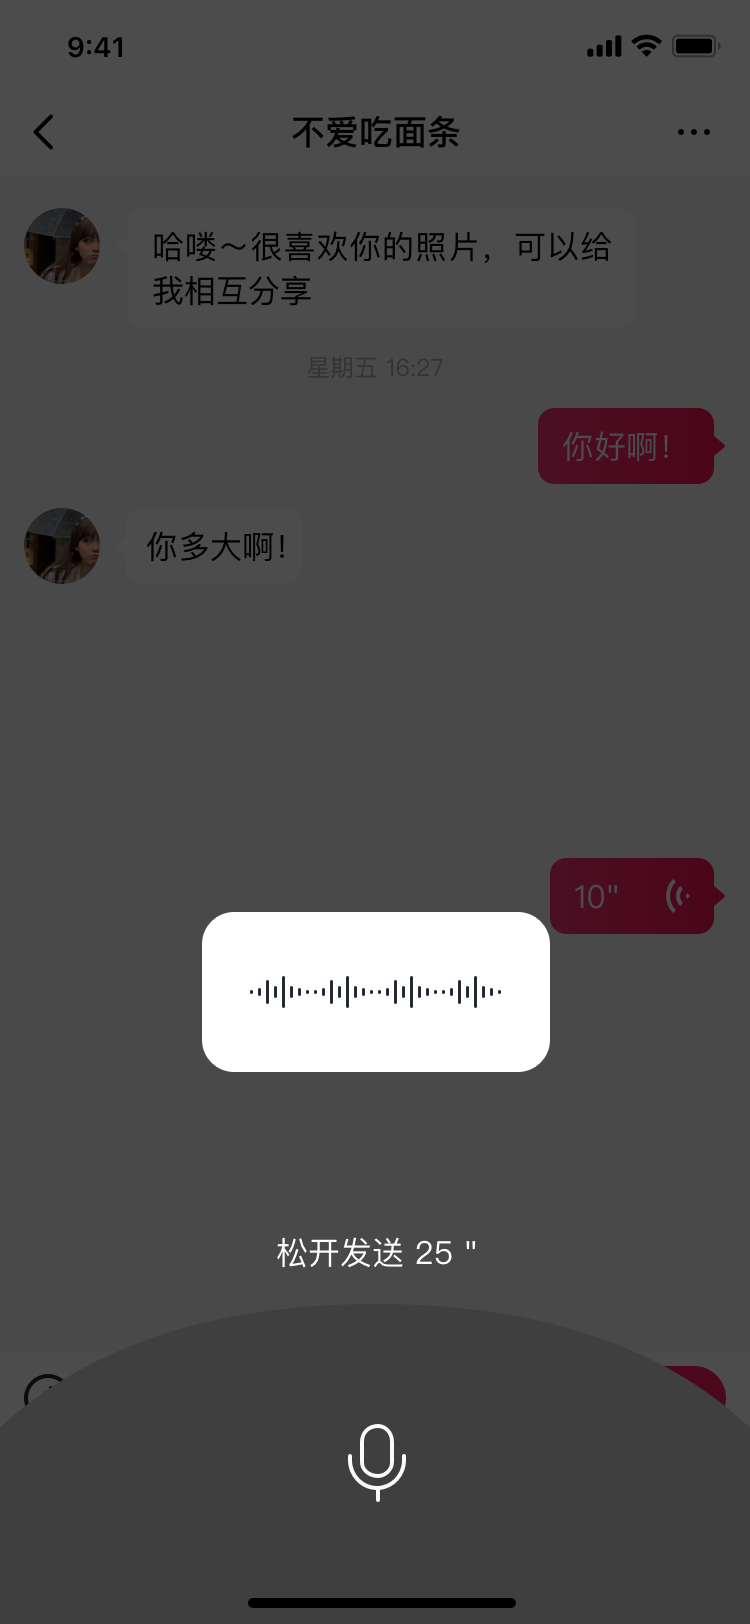 9:41
不爱吃面条
哈喽～很喜欢你的照片，可以给
我相互分享
星期五 16:27
你好啊！
你多大啊！
10"
松开发送 25 "